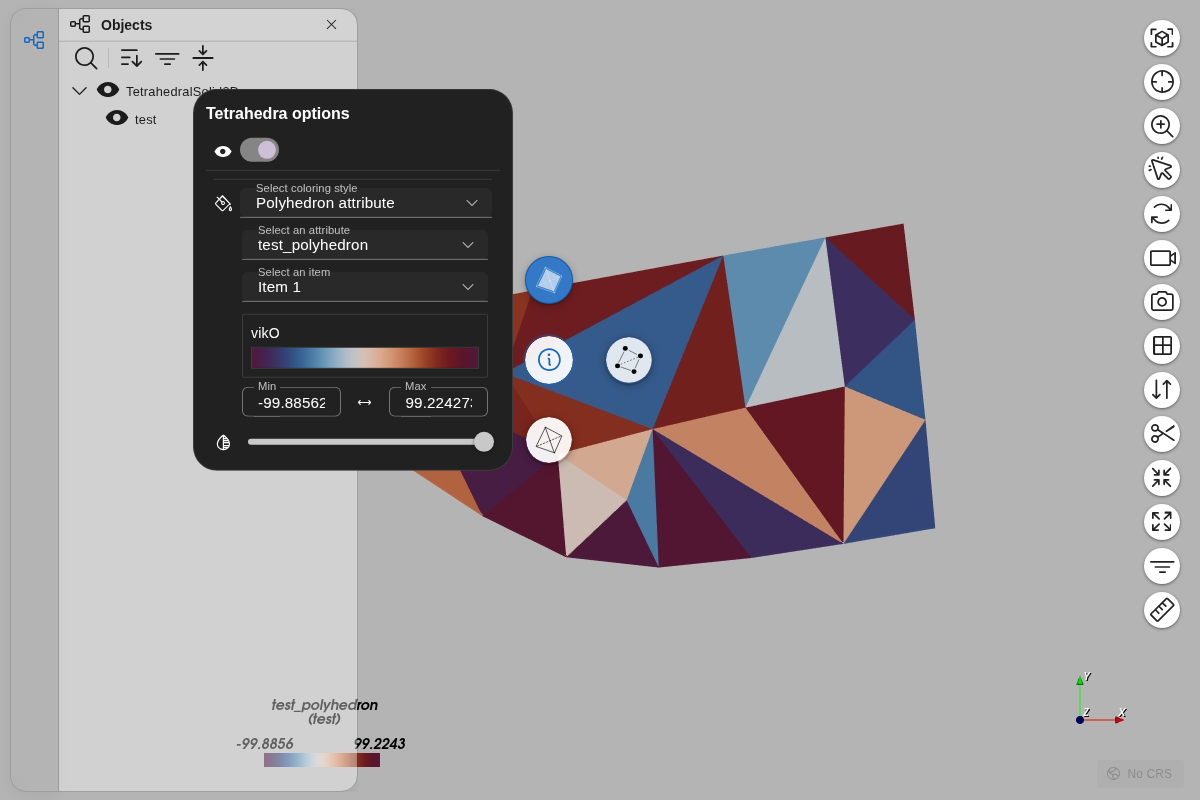 Objects
TetrahedralSolid3D
test
Tetrahedra options
Select coloring style
Polyhedron attribute
Select an attribute
test_polyhedron
Select an item
Item 1
vikO
Min
Max
-99.88562
99.22427
test_polyhedron
(test)
-99.8856
99.2243
Y
Z
X
No CRS